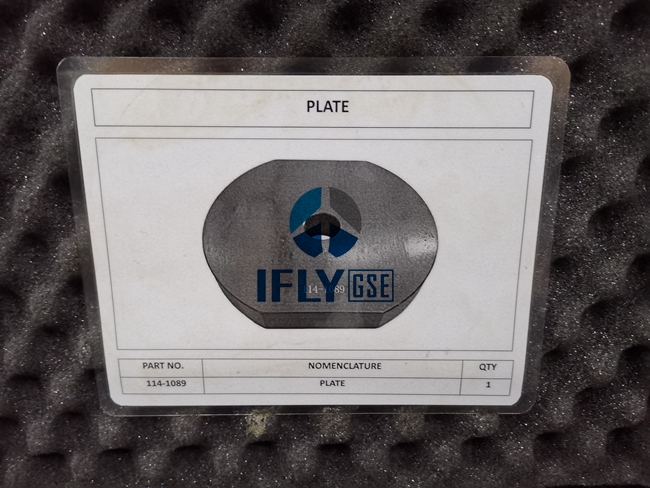 PLATE
IFLY GSE
PART NO. NOMENCLATURE QTY
114-1089 PLATE 1